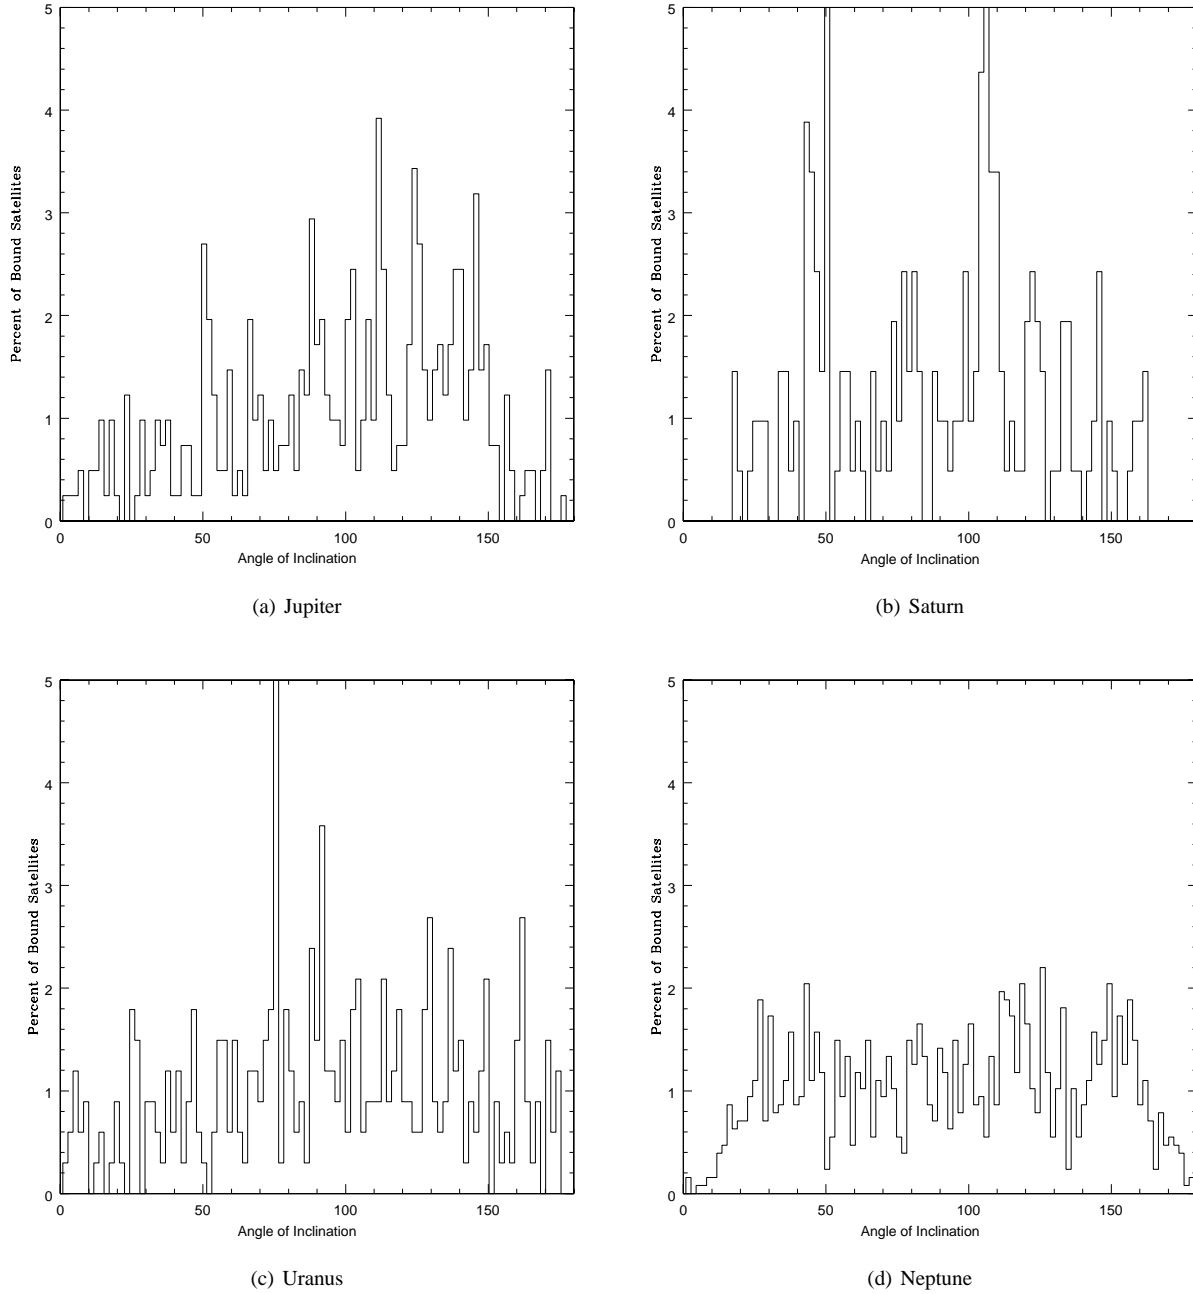 5
4
3
2
1
0
Percent of Bound Satellites
0 50 100 150
Angle of Inclination
(a) Jupiter
5
4
3
2
1
0
Percent of Bound Satellites
0 50 100 150
Angle of Inclination
(b) Saturn
5
4
3
2
1
0
Percent of Bound Satellites
0 50 100 150
Angle of Inclination
(c) Uranus
5
4
3
2
1
0
Percent of Bound Satellites
0 50 100 150
Angle of Inclination
(d) Neptune